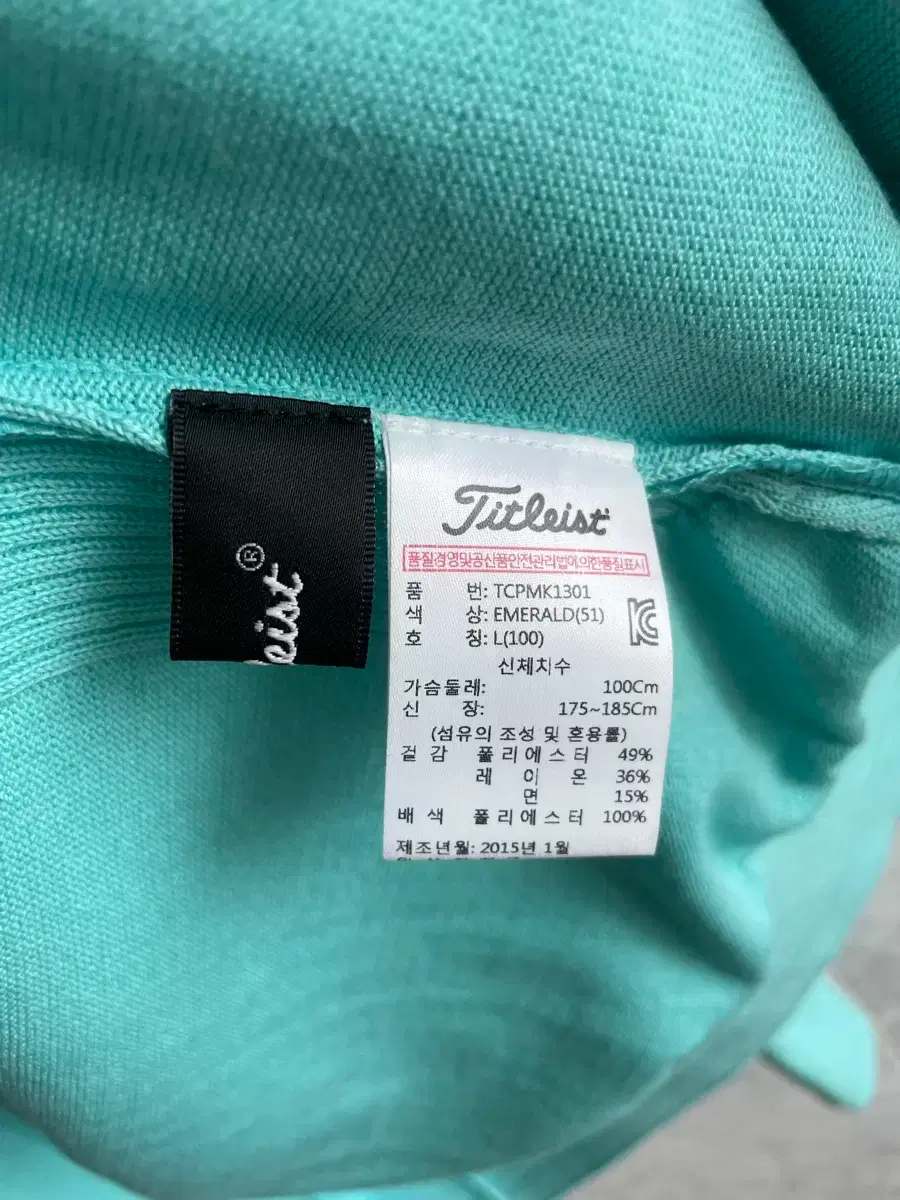 ®
eist
Titleist
품질경영및공산품안전관리법에의한품질표시
품 번: TCPMK1301
색 상: EMERALD(51)
호 칭: L(100)
KC
신체치수
가슴둘레: 100Cm
신 장: 175~185Cm
(섬유의 조성 및 혼용률)
겉감 폴리에스터 49%
레 이 온 36%
면 15%
배색 폴리에스터 100%
제조년월: 2015년 1월